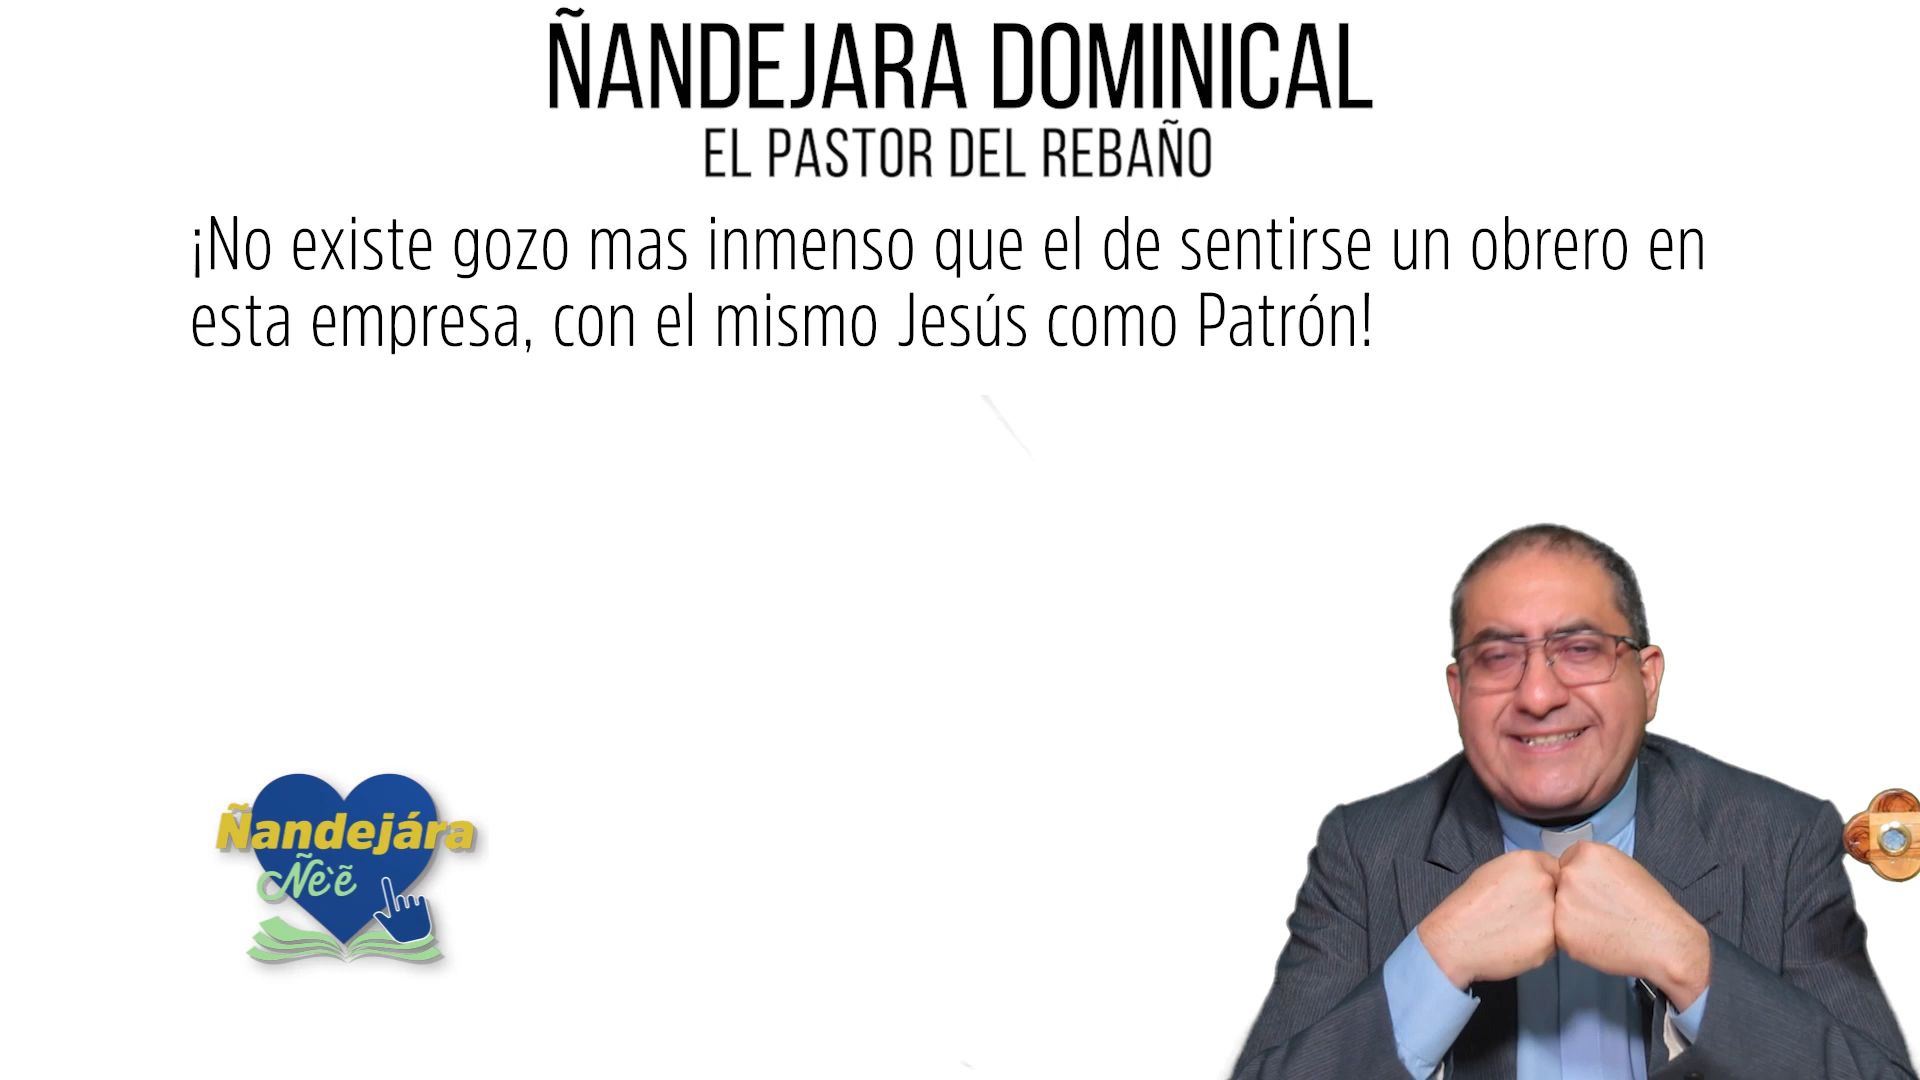 ÑANDEJARA DOMINICAL
EL PASTOR DEL REBAÑO
¡No existe gozo mas inmenso que el de sentirse un obrero en
esta empresa, con el mismo Jesús como Patrón!
Ñandejára
Ñe'ẽ